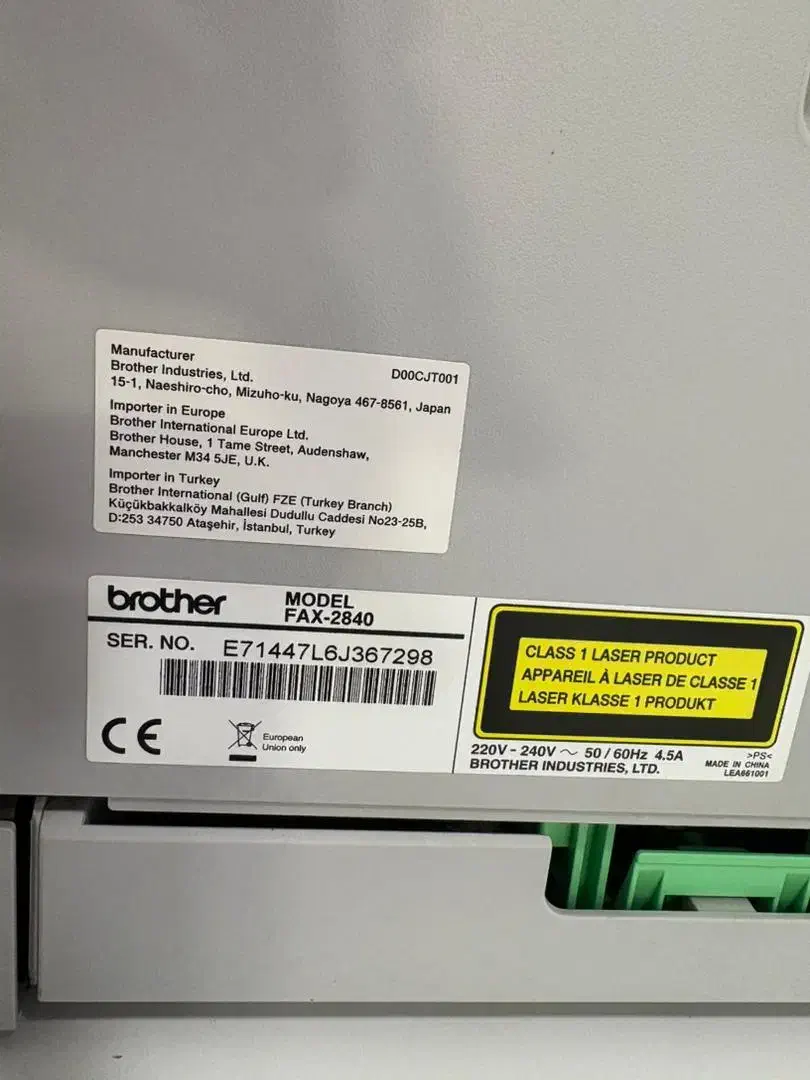 Manufacturer
Brother Industries, Ltd. D00CJT001
15-1, Naeshiro-cho, Mizuho-ku, Nagoya 467-8561, Japan
Importer in Europe
Brother International Europe Ltd.
Brother House, 1 Tame Street, Audenshaw,
Manchester M34 5JE, U.K.
Importer in Turkey
Brother International (Gulf) FZE (Turkey Branch)
Küçükbakkalköy Mahallesi Dudullu Caddesi No23-25B,
D:253 34750 Ataşehir, İstanbul, Turkey
brother
MODEL
FAX-2840
SER. NO. E71447L6J367298
CE
European
Union only
CLASS 1 LASER PRODUCT
APPAREIL À LASER DE CLASSE 1
LASER KLASSE 1 PRODUKT
220V - 240V ~ 50 / 60Hz 4.5A
BROTHER INDUSTRIES, LTD.
>PS<
MADE IN CHINA
LEA661001